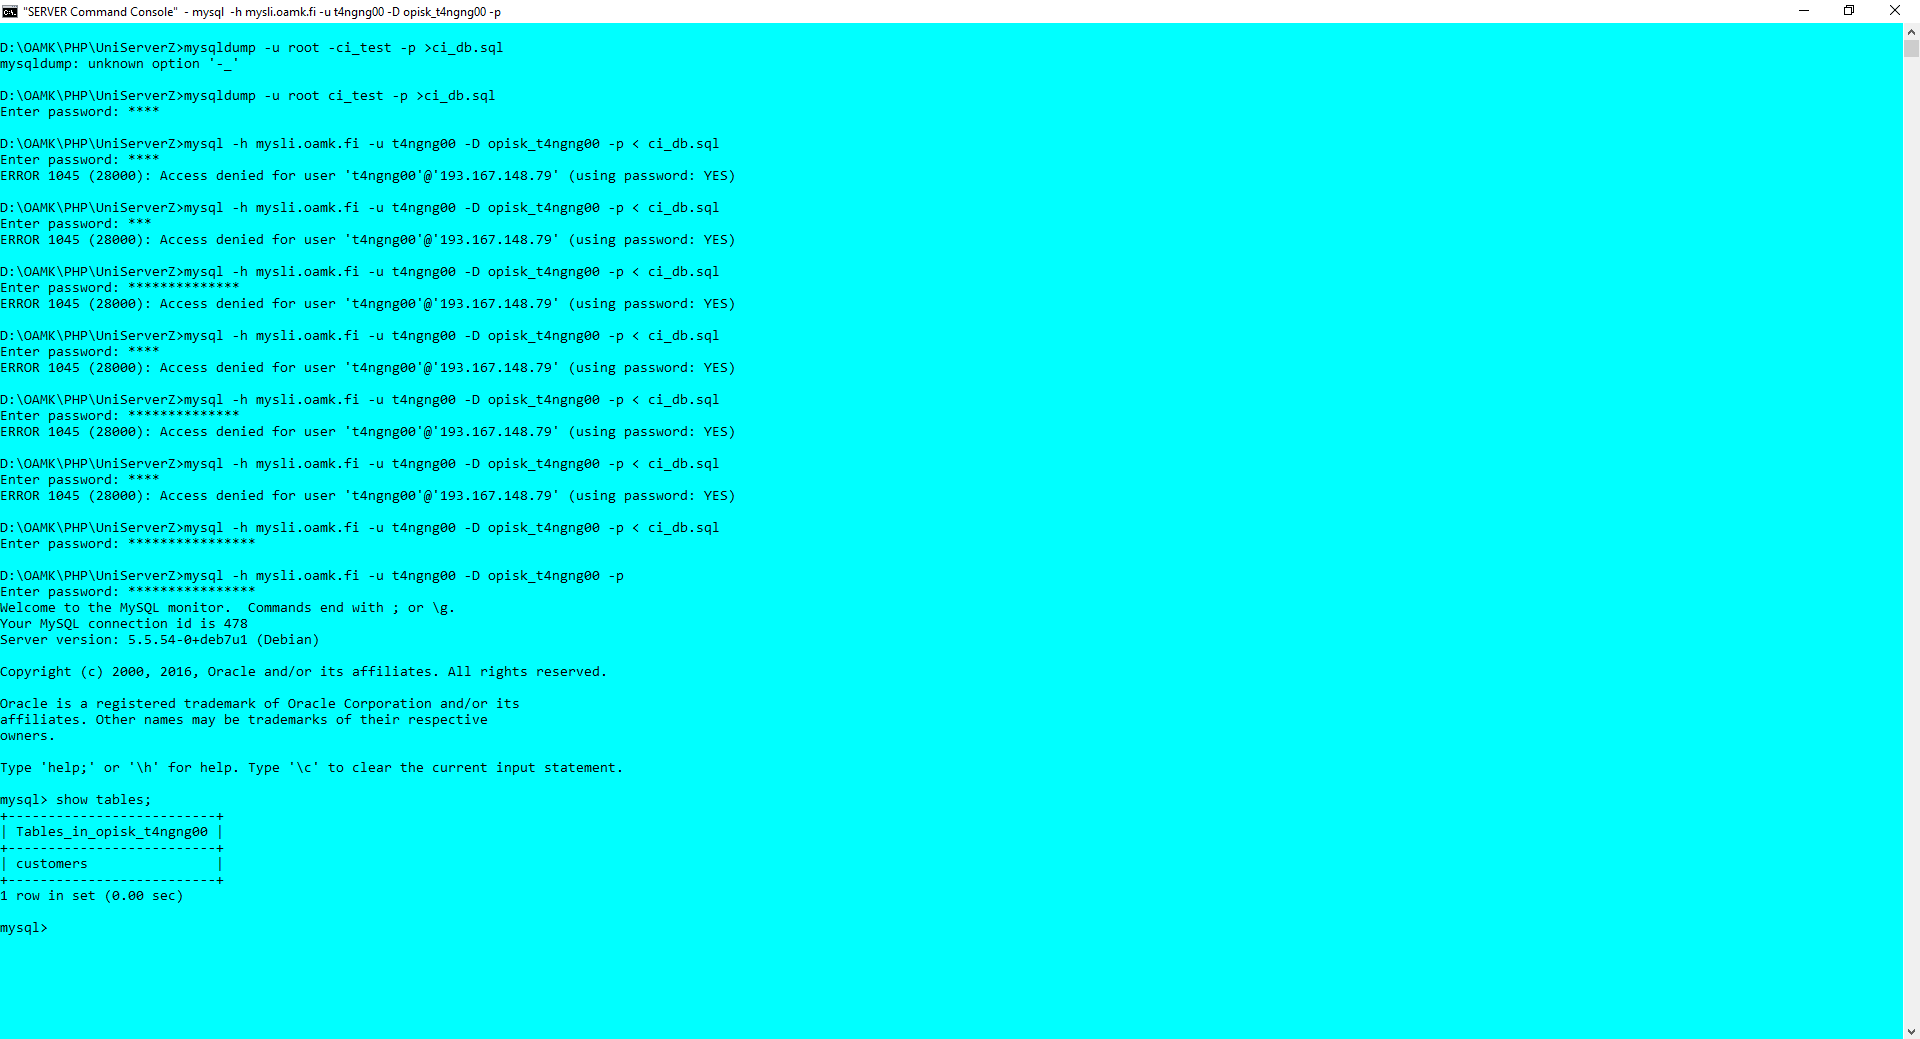 "SERVER Command Console" - mysql -h mysli.oamk.fi -u t4ngng00 -D opisk_t4ngng00 -p
D:\OAMK\PHP\UniServerZ>mysqldump -u root -ci_test -p >ci_db.sql
mysqldump: unknown option '-_'
D:\OAMK\PHP\UniServerZ>mysqldump -u root ci_test -p >ci_db.sql
Enter password: ****
D:\OAMK\PHP\UniServerZ>mysql -h mysli.oamk.fi -u t4ngng00 -D opisk_t4ngng00 -p < ci_db.sql
Enter password: ****
ERROR 1045 (28000): Access denied for user 't4ngng00'@'193.167.148.79' (using password: YES)
D:\OAMK\PHP\UniServerZ>mysql -h mysli.oamk.fi -u t4ngng00 -D opisk_t4ngng00 -p < ci_db.sql
Enter password: ***
ERROR 1045 (28000): Access denied for user 't4ngng00'@'193.167.148.79' (using password: YES)
D:\OAMK\PHP\UniServerZ>mysql -h mysli.oamk.fi -u t4ngng00 -D opisk_t4ngng00 -p < ci_db.sql
Enter password: **************
ERROR 1045 (28000): Access denied for user 't4ngng00'@'193.167.148.79' (using password: YES)
D:\OAMK\PHP\UniServerZ>mysql -h mysli.oamk.fi -u t4ngng00 -D opisk_t4ngng00 -p < ci_db.sql
Enter password: ****
ERROR 1045 (28000): Access denied for user 't4ngng00'@'193.167.148.79' (using password: YES)
D:\OAMK\PHP\UniServerZ>mysql -h mysli.oamk.fi -u t4ngng00 -D opisk_t4ngng00 -p < ci_db.sql
Enter password: **************
ERROR 1045 (28000): Access denied for user 't4ngng00'@'193.167.148.79' (using password: YES)
D:\OAMK\PHP\UniServerZ>mysql -h mysli.oamk.fi -u t4ngng00 -D opisk_t4ngng00 -p < ci_db.sql
Enter password: ****
ERROR 1045 (28000): Access denied for user 't4ngng00'@'193.167.148.79' (using password: YES)
D:\OAMK\PHP\UniServerZ>mysql -h mysli.oamk.fi -u t4ngng00 -D opisk_t4ngng00 -p < ci_db.sql
Enter password: ****************
D:\OAMK\PHP\UniServerZ>mysql -h mysli.oamk.fi -u t4ngng00 -D opisk_t4ngng00 -p
Enter password: ****************
Welcome to the MySQL monitor.  Commands end with ; or \g.
Your MySQL connection id is 478
Server version: 5.5.54-0+deb7u1 (Debian)
Copyright (c) 2000, 2016, Oracle and/or its affiliates. All rights reserved.
Oracle is a registered trademark of Oracle Corporation and/or its
affiliates. Other names may be trademarks of their respective
owners.
Type 'help;' or '\h' for help. Type '\c' to clear the current input statement.
mysql> show tables;
+--------------------------+
| Tables_in_opisk_t4ngng00 |
+--------------------------+
| customers                |
+--------------------------+
1 row in set (0.00 sec)
mysql>